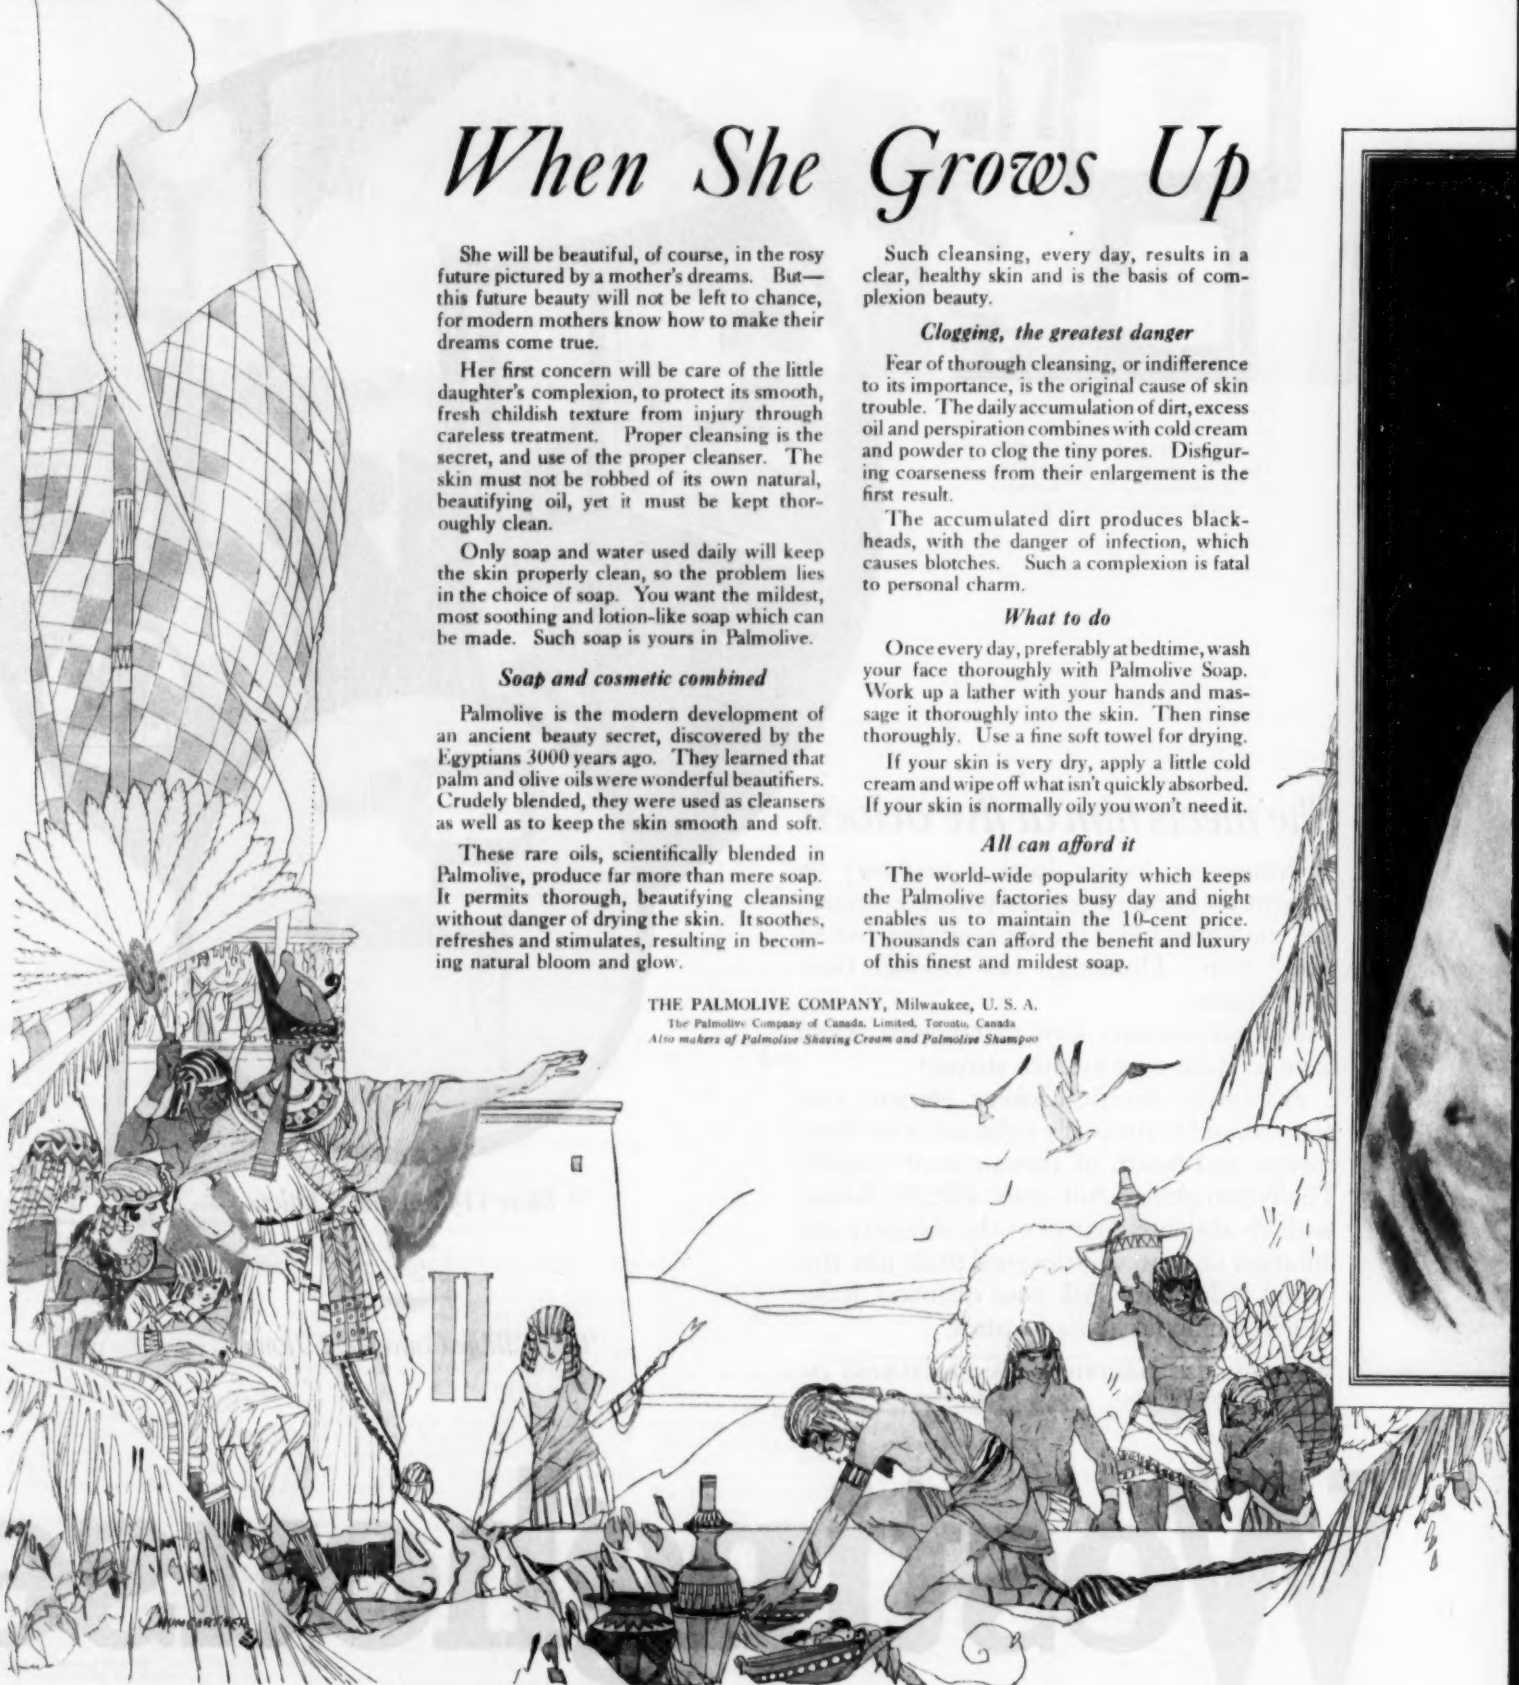 When She Grows Up
She will be beautiful, of course, in the rosy
future pictured by a mother's dreams. But—
this future beauty will not be left to chance,
for modern mothers know how to make their
dreams come true.
Her first concern will be care of the little
daughter's complexion, to protect its smooth,
fresh childish texture from injury through
careless treatment. Proper cleansing is the
secret, and use of the proper cleanser. The
skin must not be robbed of its own natural,
beautifying oil, yet it must be kept thor-
oughly clean.
Only soap and water used daily will keep
the skin properly clean, so the problem lies
in the choice of soap. You want the mildest,
most soothing and lotion-like soap which can
be made. Such soap is yours in Palmolive.
Soap and cosmetic combined
Palmolive is the modern development of
an ancient beauty secret, discovered by the
Egyptians 3000 years ago. They learned that
palm and olive oils were wonderful beautifiers.
Crudely blended, they were used as cleansers
as well as to keep the skin smooth and soft.
These rare oils, scientifically blended in
Palmolive, produce far more than mere soap.
It permits thorough, beautifying cleansing
without danger of drying the skin. It soothes,
refreshes and stimulates, resulting in becom-
ing natural bloom and glow.
Such cleansing, every day, results in a
clear, healthy skin and is the basis of com-
plexion beauty.
Clogging, the greatest danger
Fear of thorough cleansing, or indifference
to its importance, is the original cause of skin
trouble. The daily accumulation of dirt, excess
oil and perspiration combines with cold cream
and powder to clog the tiny pores. Disfigur-
ing coarseness from their enlargement is the
first result.
The accumulated dirt produces black-
heads, with the danger of infection, which
causes blotches. Such a complexion is fatal
to personal charm.
What to do
Once every day, preferably at bedtime, wash
your face thoroughly with Palmolive Soap.
Work up a lather with your hands and mas-
sage it thoroughly into the skin. Then rinse
thoroughly. Use a fine soft towel for drying.
If your skin is very dry, apply a little cold
cream and wipe off what isn't quickly absorbed.
If your skin is normally oily you won't need it.
All can afford it
The world-wide popularity which keeps
the Palmolive factories busy day and night
enables us to maintain the 10-cent price.
Thousands can afford the benefit and luxury
of this finest and mildest soap.
THE PALMOLIVE COMPANY, Milwaukee, U. S. A.
The Palmolive Company of Canada, Limited, Toronto, Canada
Also makers of Palmolive Shaving Cream and Palmolive Shampoo